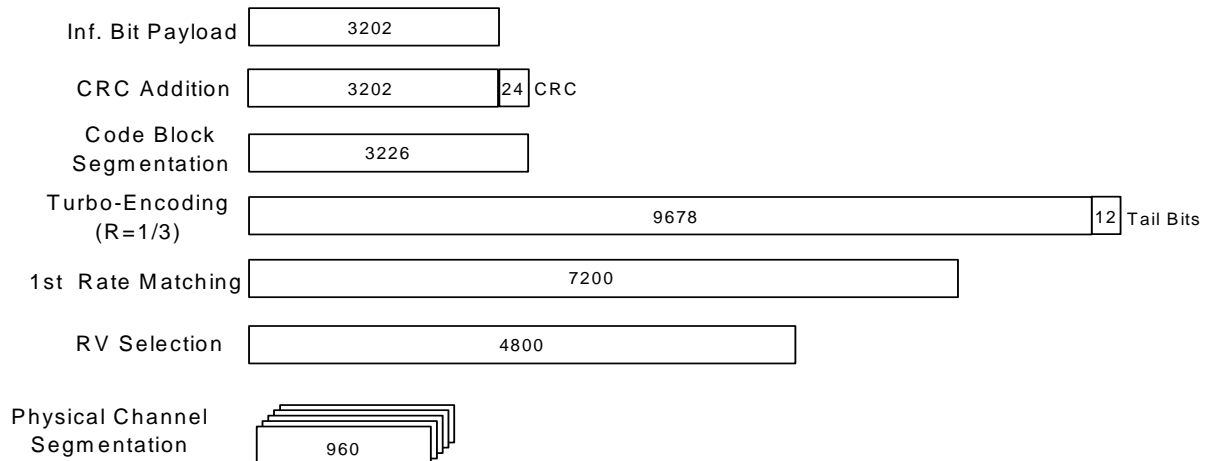 Inf. Bit Payload 3202
CRC Addition 3202 24 CRC
Code Block
Segmentation 3226
Turbo-Encoding
(R=1/3) 9678 12 Tail Bits
1st Rate Matching 7200
RV Selection 4800
Physical Channel
Segmentation 960